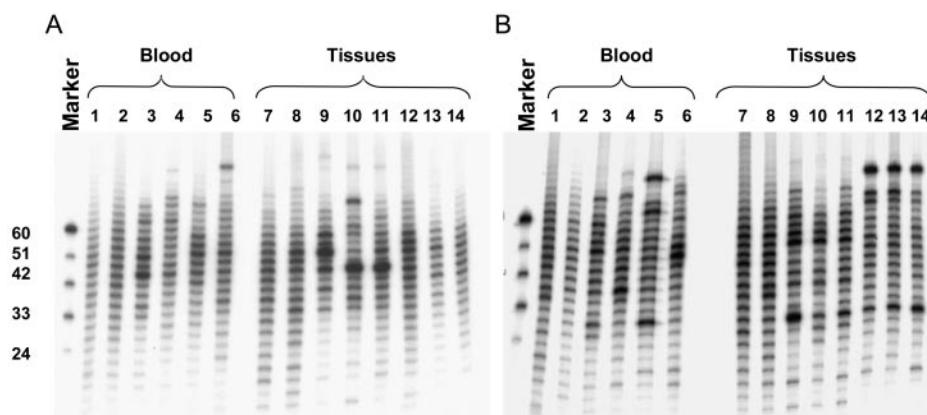 A
Blood
Tissues
Marker
1 2 3 4 5 6 7 8 9 10 11 12 13 14
60
51
42
33
24
B
Blood
Tissues
Marker
1 2 3 4 5 6 7 8 9 10 11 12 13 14